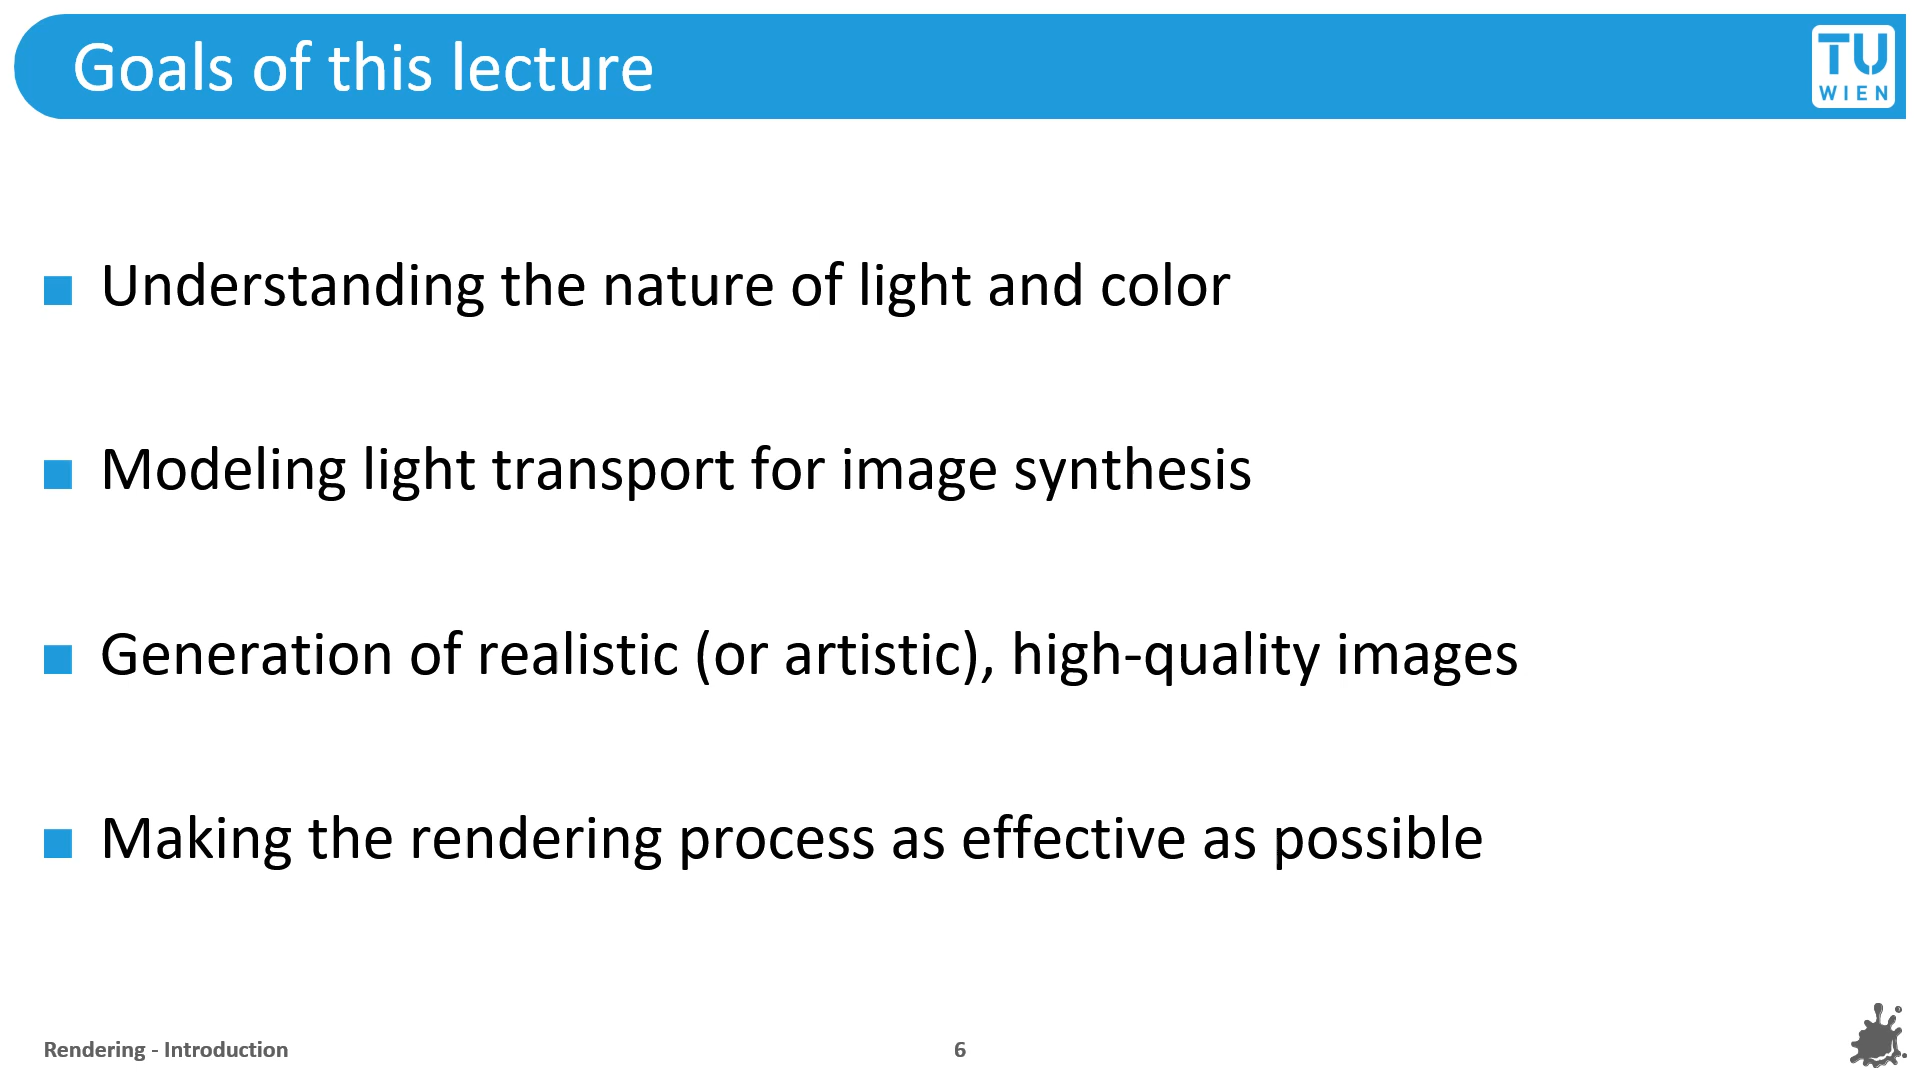 Goals of this lecture
TU
WIEN
Understanding the nature of light and color
Modeling light transport for image synthesis
Generation of realistic (or artistic), high-quality images
Making the rendering process as effective as possible
Rendering - Introduction
6